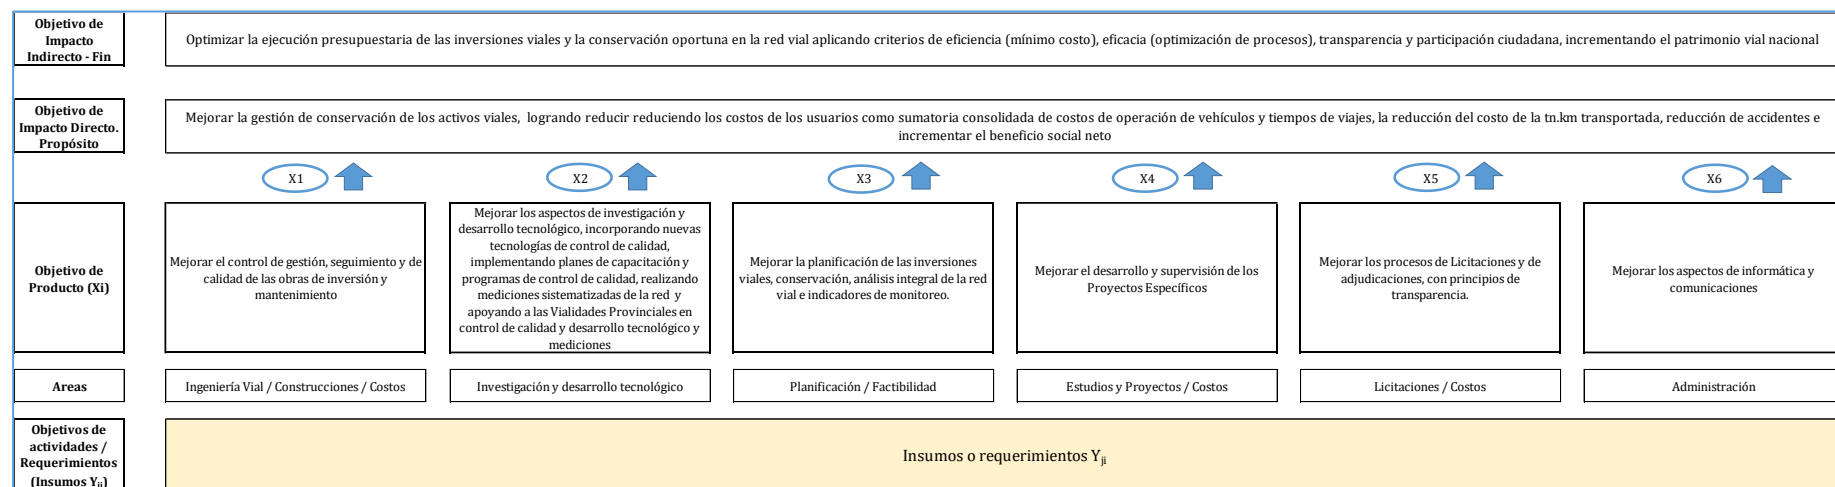 Objetivo de
Impacto
Indirecto - Fin
Optimizar la ejecución presupuestaria de las inversiones viales y la conservación oportuna en la red vial aplicando criterios de eficiencia (mínimo costo), eficacia (optimización de procesos), transparencia y participación ciudadana, incrementando el patrimonio vial nacional
Objetivo de
Impacto Directo.
Propósito
Mejorar la gestión de conservación de los activos viales, logrando reducir reduciendo los costos de los usuarios como sumatoria consolidada de costos de operación de vehículos y tiempos de viajes, la reducción del costo de la tn.km transportada, reducción de accidentes e
incrementar el beneficio social neto
X1
X2
X3
X4
X5
X6
Objetivo de
Producto (Xi)
Mejorar el control de gestión, seguimiento y de
calidad de las obras de inversión y
mantenimiento
Mejorar los aspectos de investigación y
desarrollo tecnológico, incorporando nuevas
tecnologías de control de calidad,
implementando planes de capacitación y
programas de control de calidad, realizando
mediciones sistematizadas de la red y
apoyando a las Vialidades Provinciales en
control de calidad y desarrollo tecnológico y
mediciones
Mejorar la planificación de las inversiones
viales, conservación, análisis integral de la red
vial e indicadores de monitoreo.
Mejorar el desarrollo y supervisión de los
Proyectos Específicos
Mejorar los procesos de Licitaciones y de
adjudicaciones, con principios de
transparencia.
Mejorar los aspectos de informática y
comunicaciones
Areas
Ingeniería Vial / Construcciones / Costos
Investigación y desarrollo tecnológico
Planificación / Factibilidad
Estudios y Proyectos / Costos
Licitaciones / Costos
Administración
Objetivos de
actividades /
Requerimientos
(Insumos Yji)
Insumos o requerimientos Yji